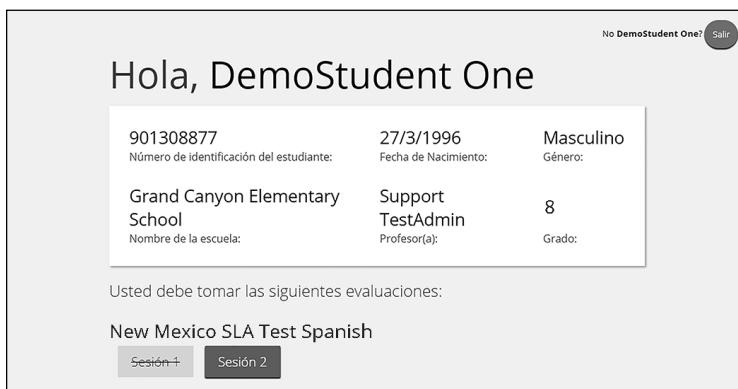 No DemoStudent One? Salir
Hola, DemoStudent One
901308877
Número de identificación del estudiante:
27/3/1996
Fecha de Nacimiento:
Masculino
Género:
Grand Canyon Elementary
School
Nombre de la escuela:
Support
TestAdmin
Profesor(a):
8
Grado:
Usted debe tomar las siguientes evaluaciones:
New Mexico SLA Test Spanish
Sesión 1 Sesión 2